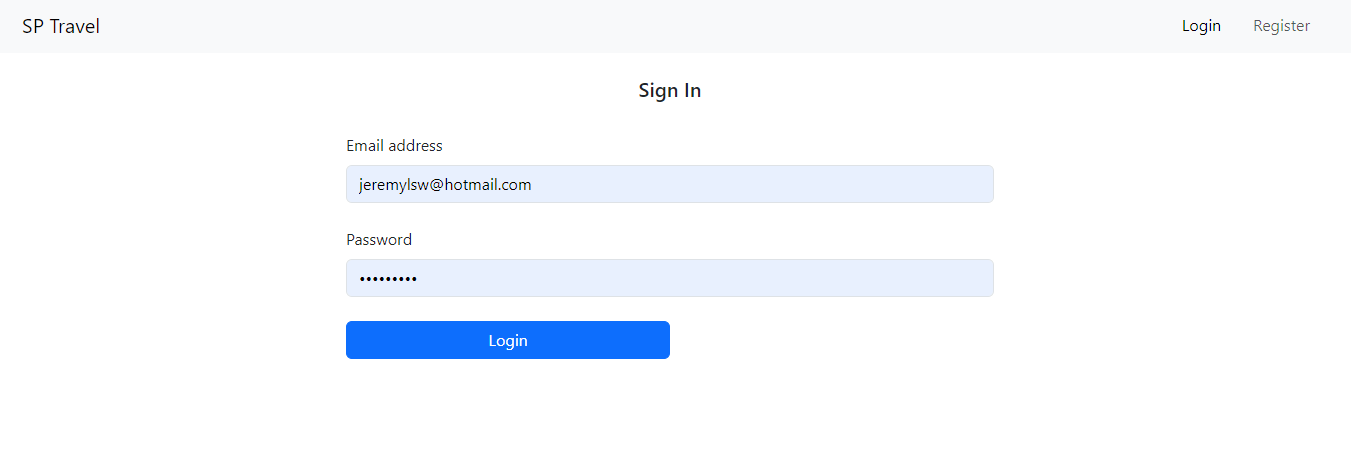 SP Travel Login Register
Sign In
Email address
jeremylsw@hotmail.com
Password
•••••••••
Login